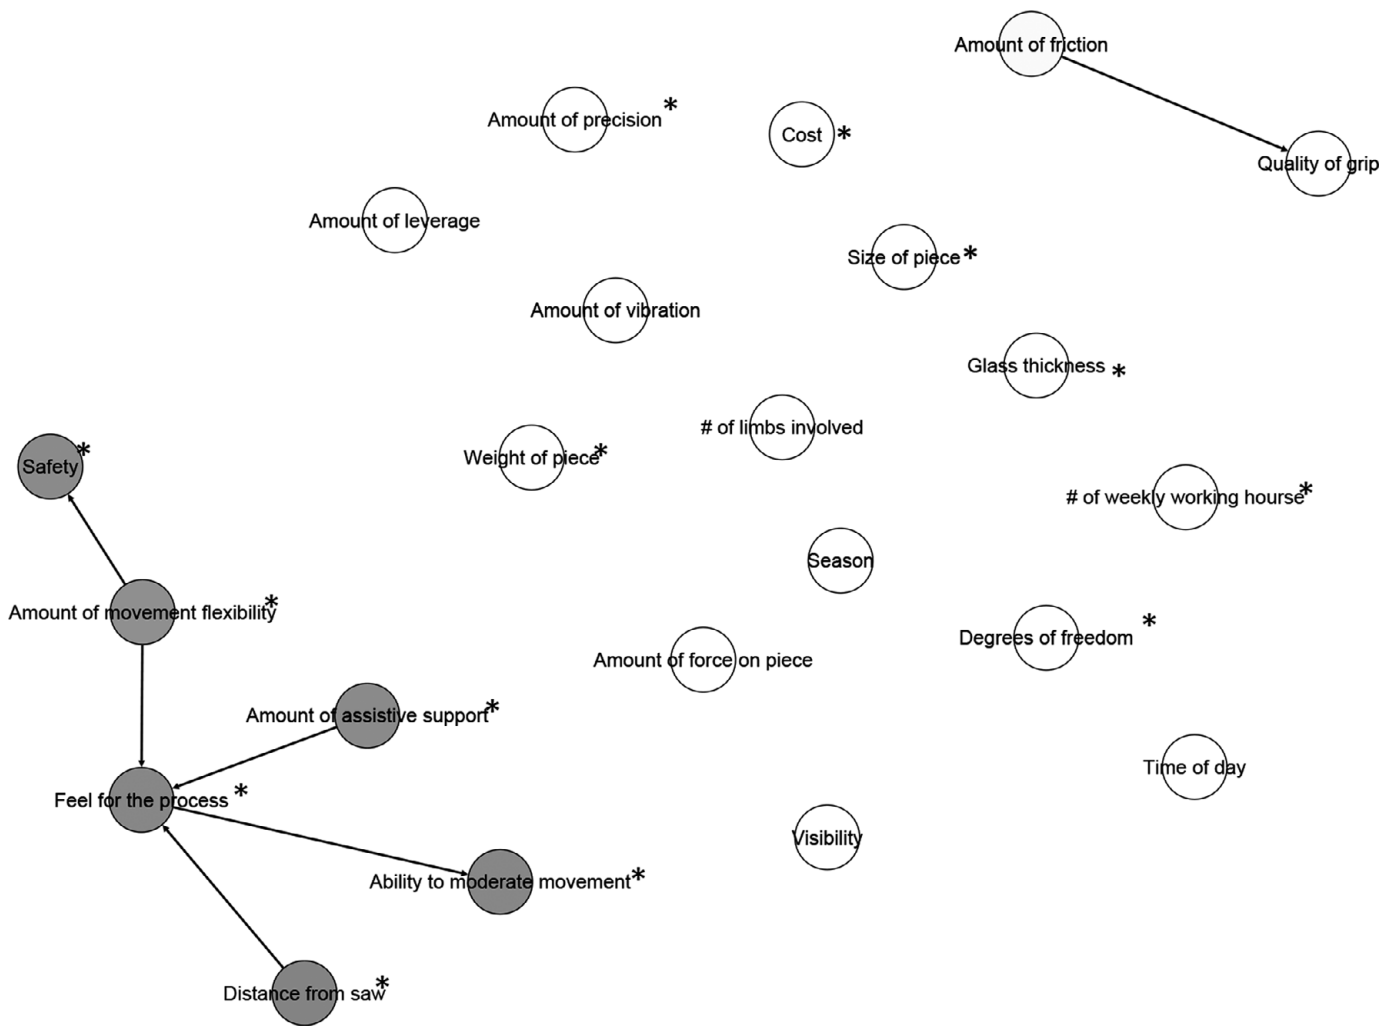 Amount of friction
Amount of precision *
Cost *
Quality of grip
Amount of leverage
Size of piece *
Amount of vibration
Glass thickness *
# of limbs involved
Weight of piece *
Safety *
# of weekly working hourse *
Season
Amount of movement flexibility *
Degrees of freedom *
Amount of force on piece
Amount of assistive support *
Time of day
Feel for the process *
Visibility
Ability to moderate movement *
Distance from saw *